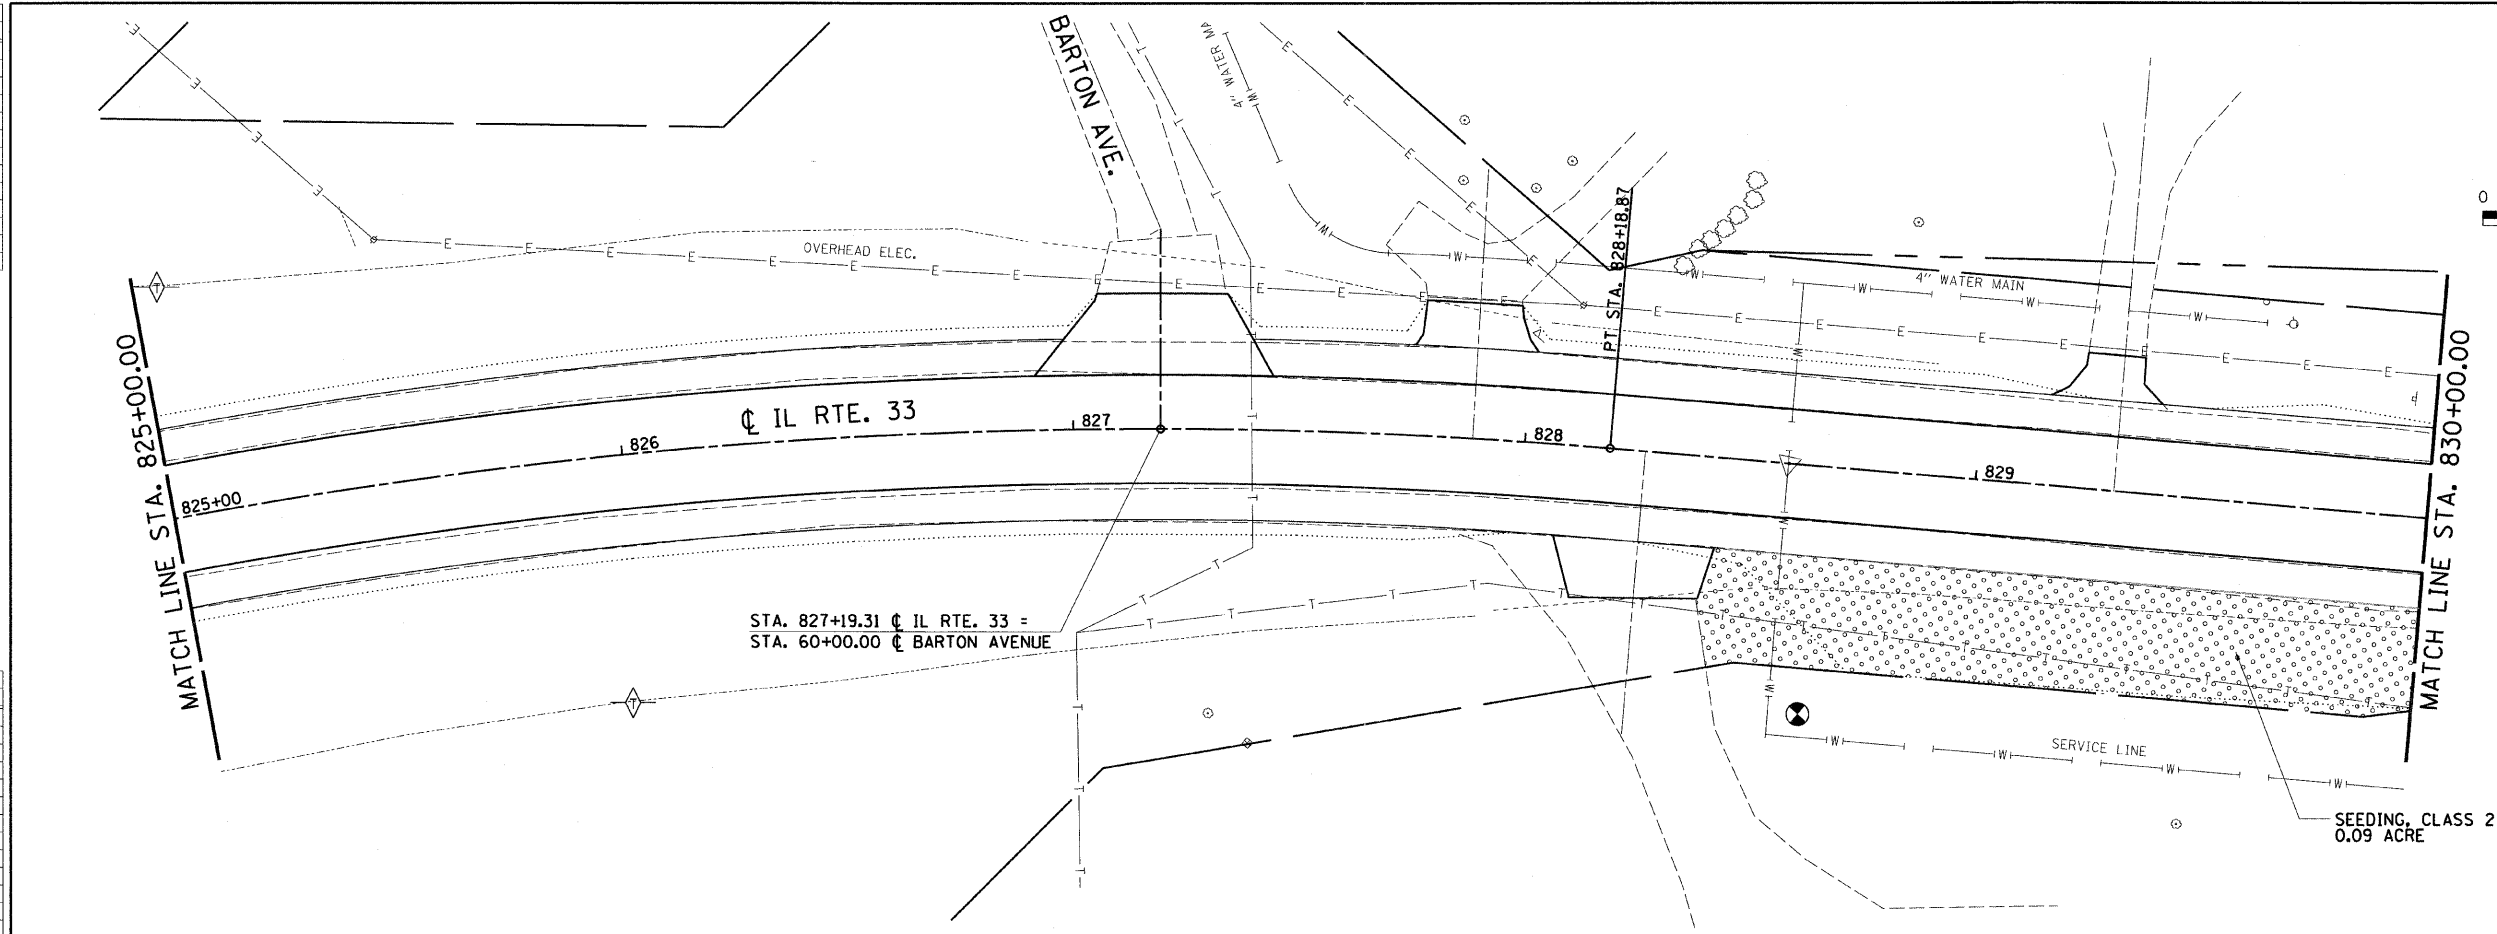 BARTON AVE.
4" WATER MA
0
OVERHEAD ELEC.
PT STA. 828+18.87
4" WATER MAIN
MATCH LINE STA. 825+00.00
MATCH LINE STA. 830+00.00
℄ IL RTE. 33
825+00
826
827
828
829
STA. 827+19.31 ℄ IL RTE. 33 =
STA. 60+00.00 ℄ BARTON AVENUE
SERVICE LINE
SEEDING, CLASS 2
0.09 ACRE